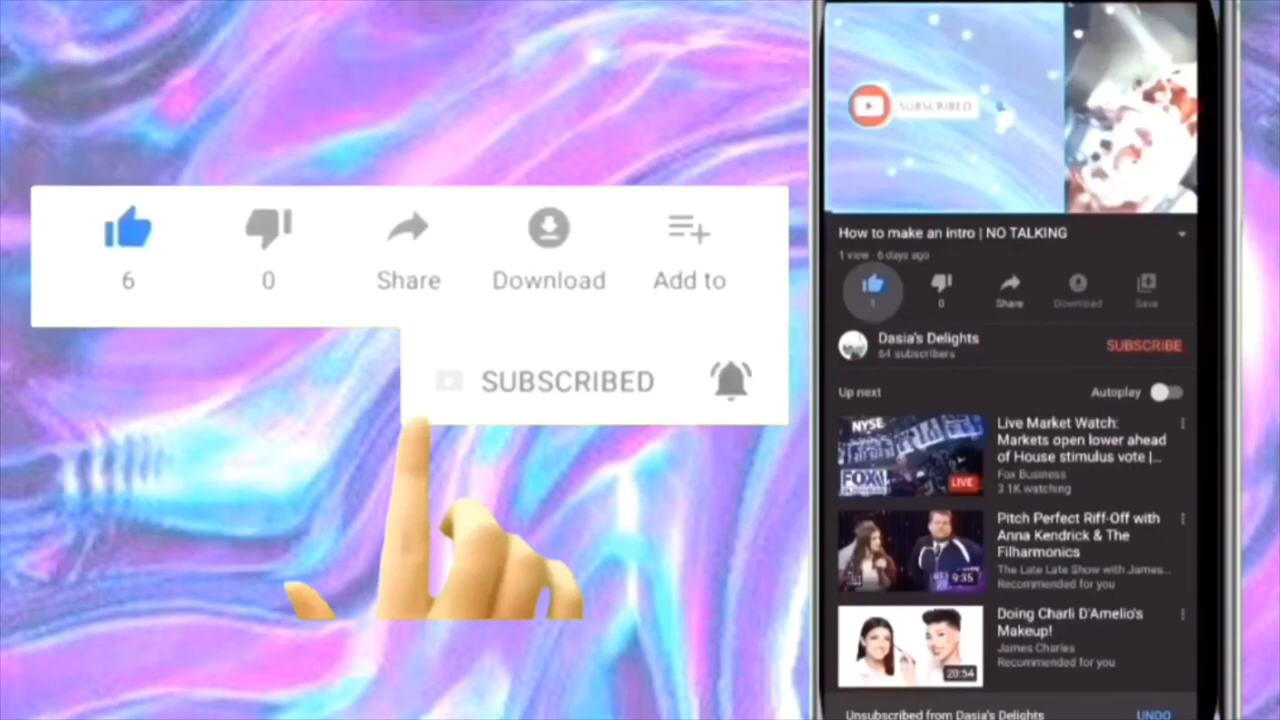 6
0
Share
Download
Add to
SUBSCRIBED
SUBSCRIBED
How to make an intro | NO TALKING
1 view · 6 days ago
1
0
Share
Download
Save
Dasia's Delights
64 subscribers
SUBSCRIBE
Up next
Autoplay
NYSE
FOX
LIVE
Live Market Watch:
Markets open lower ahead
of House stimulus vote |...
Fox Business
3.1K watching
9:35
Pitch Perfect Riff-Off with
Anna Kendrick & The
Filharmonics
The Late Late Show with James...
Recommended for you
20:54
Doing Charli D'Amelio's
Makeup!
James Charles
Recommended for you
Unsubscribed from Dasia's Delights
UNDO